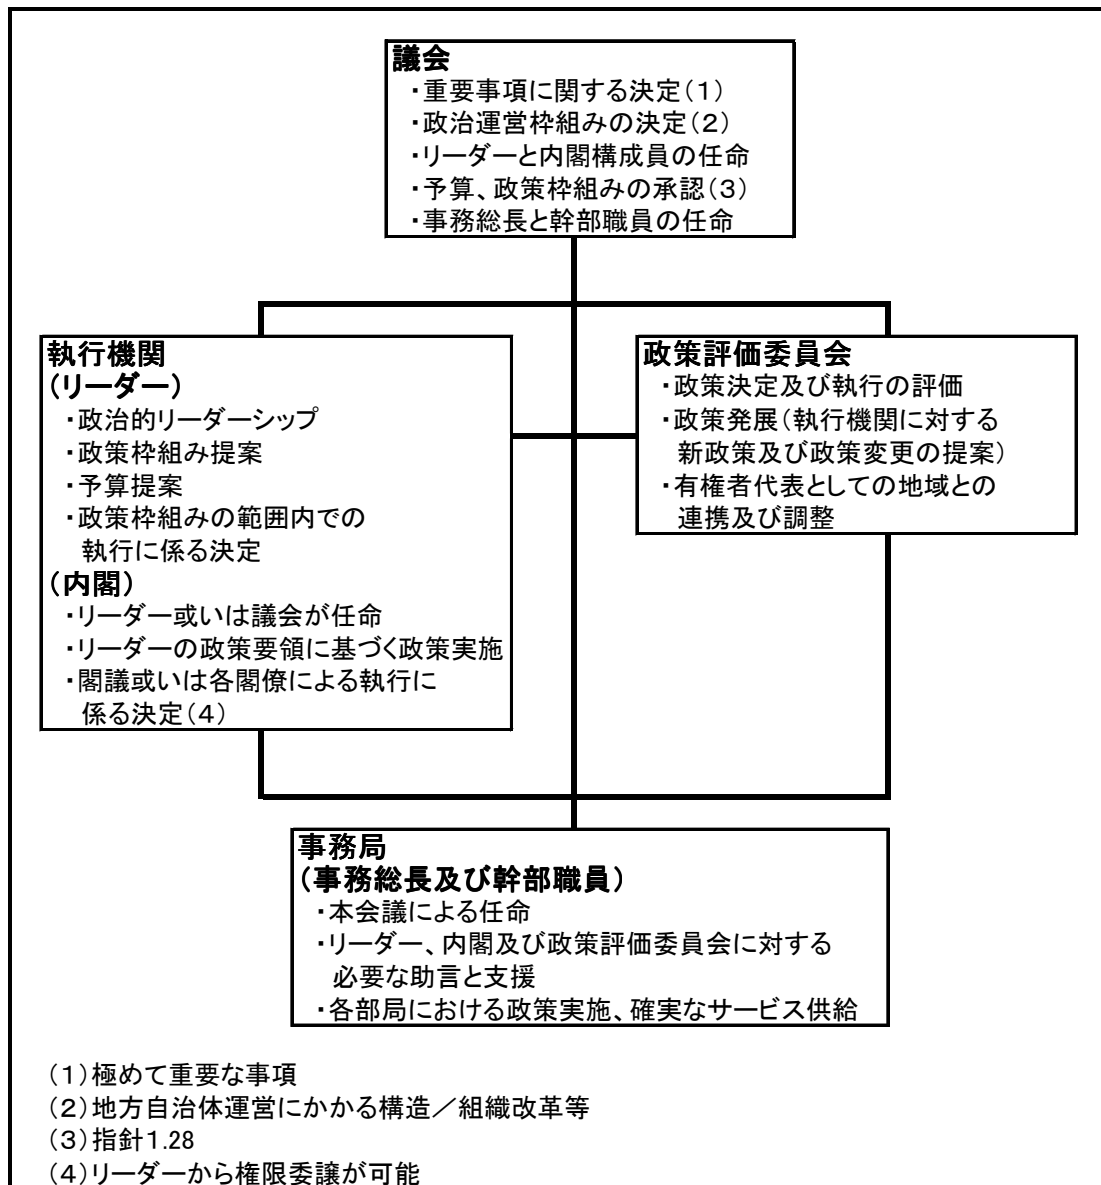 議会
・重要事項に関する決定(1)
・政治運営枠組みの決定(2)
・リーダーと内閣構成員の任命
・予算、政策枠組みの承認(3)
・事務総長と幹部職員の任命
執行機関
(リーダー)
・政治的リーダーシップ
・政策枠組み提案
・予算提案
・政策枠組みの範囲内での
執行に係る決定
(内閣)
・リーダー或いは議会が任命
・リーダーの政策要領に基づく政策実施
・閣議或いは各閣僚による執行に
係る決定(4)
政策評価委員会
・政策決定及び執行の評価
・政策発展(執行機関に対する
新政策及び政策変更の提案)
・有権者代表としての地域との
連携及び調整
事務局
(事務総長及び幹部職員)
・本会議による任命
・リーダー、内閣及び政策評価委員会に対する
必要な助言と支援
・各部局における政策実施、確実なサービス供給
(1)極めて重要な事項
(2)地方自治体運営にかかる構造/組織改革等
(3)指針1.28
(4)リーダーから権限委譲が可能